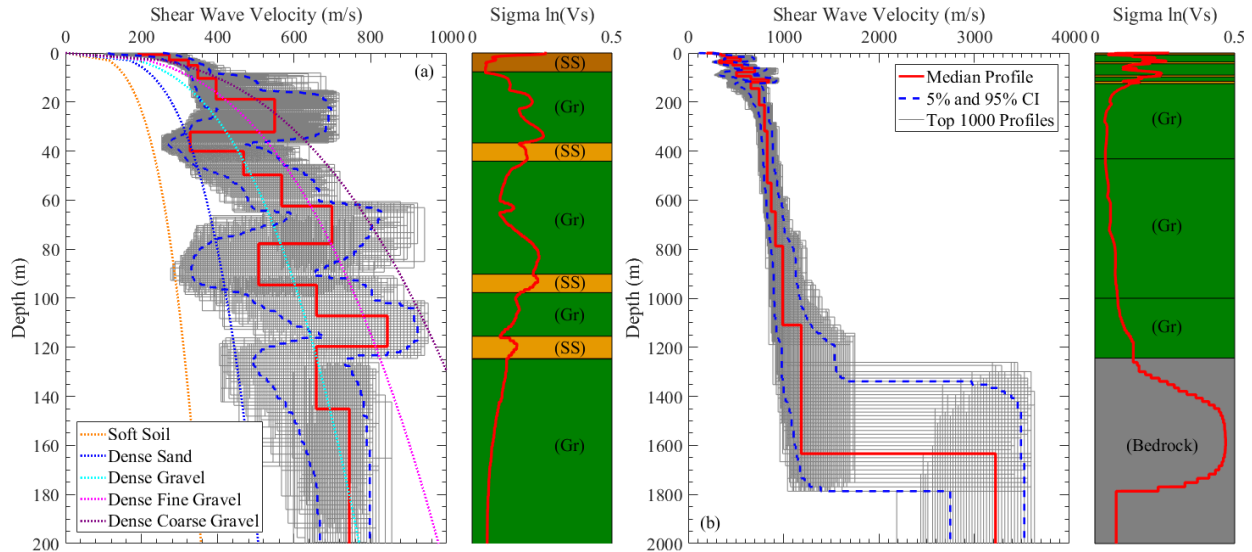 Shear Wave Velocity (m/s)
0 200 400 600 800 1000
Sigma ln(Vs)
0 0.5
Shear Wave Velocity (m/s)
0 1000 2000 3000 4000
Sigma ln(Vs)
0 0.5
Depth (m)
0
20
40
60
80
100
120
140
160
180
200
(a)
Soft Soil
Dense Sand
Dense Gravel
Dense Fine Gravel
Dense Coarse Gravel
(SS)
(Gr)
(SS)
(Gr)
(SS)
(Gr)
(SS)
(Gr)
Depth (m)
0
200
400
600
800
1000
1200
1400
1600
1800
2000
Median Profile
5% and 95% CI
Top 1000 Profiles
(b)
(Gr)
(Gr)
(Gr)
(Bedrock)